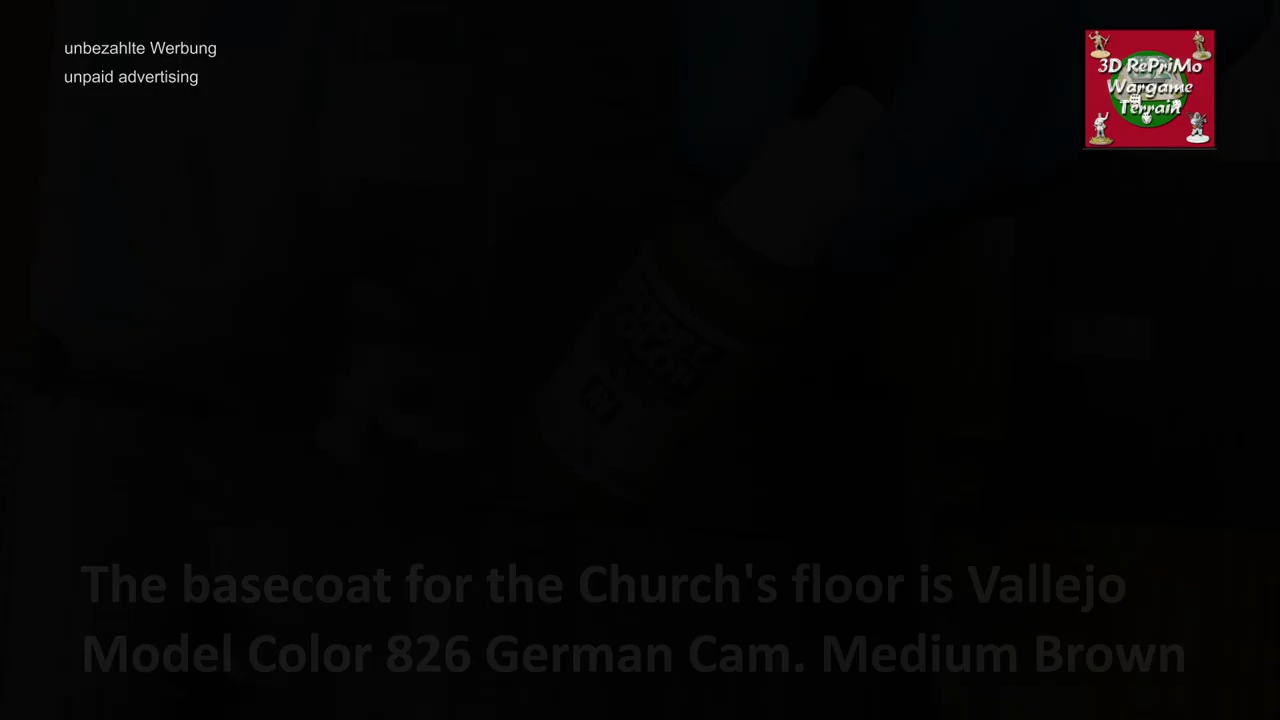 unbezahlte Werbung
unpaid advertising
3D RePriMo
Wargame
Terrain
The basecoat for the Church's floor is Vallejo
Model Color 826 German Cam. Medium Brown